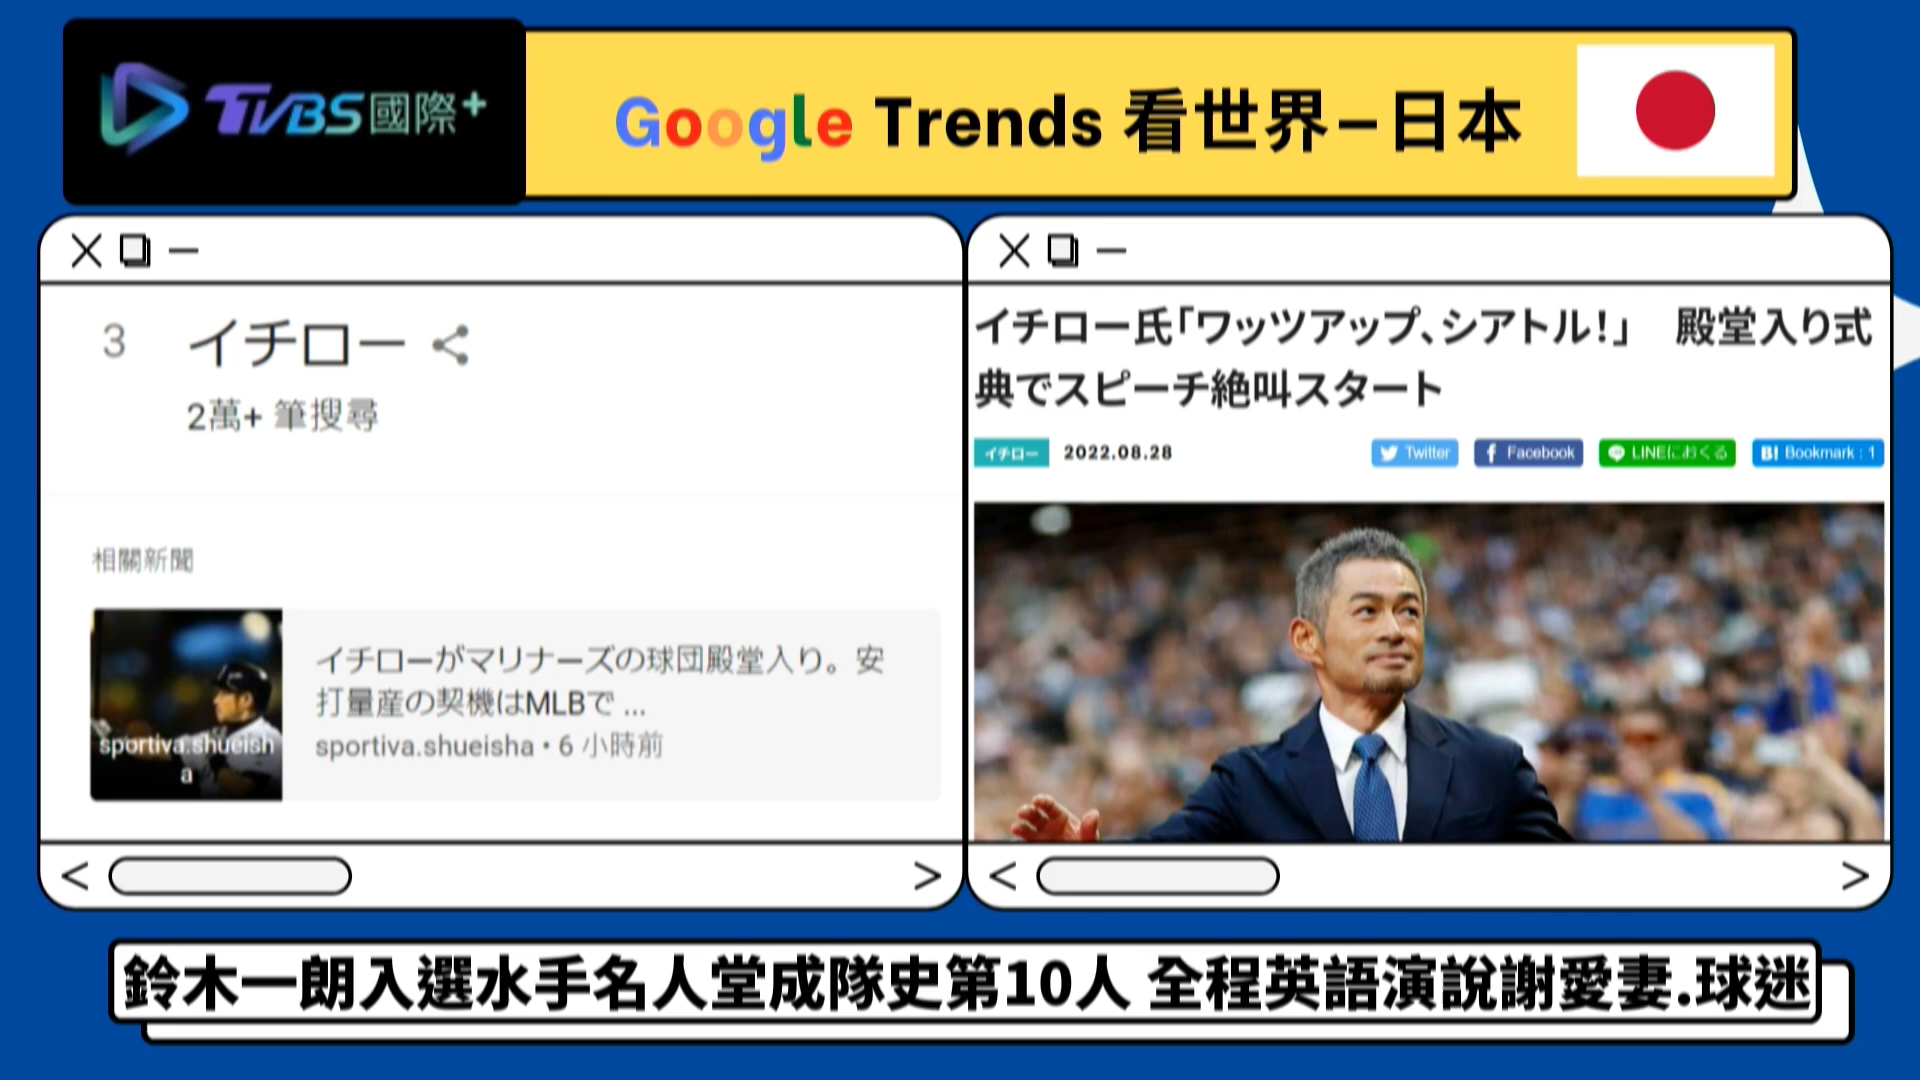 TVBS國際+
Google Trends 看世界–日本
3 イチロー
2萬+ 筆搜尋
相關新聞
イチローがマリナーズの球団殿堂入り。安
打量産の契機はMLBで ...
sportiva.shueisha • 6 小時前
sportiva.shueish
a
イチロー氏「ワッツアップ、シアトル!」 殿堂入り式
典でスピーチ絶叫スタート
イチロー 2022.08.28 Twitter Facebook LINEにおくる B! Bookmark : 1
鈴木一朗入選水手名人堂成隊史第10人 全程英語演說謝愛妻.球迷